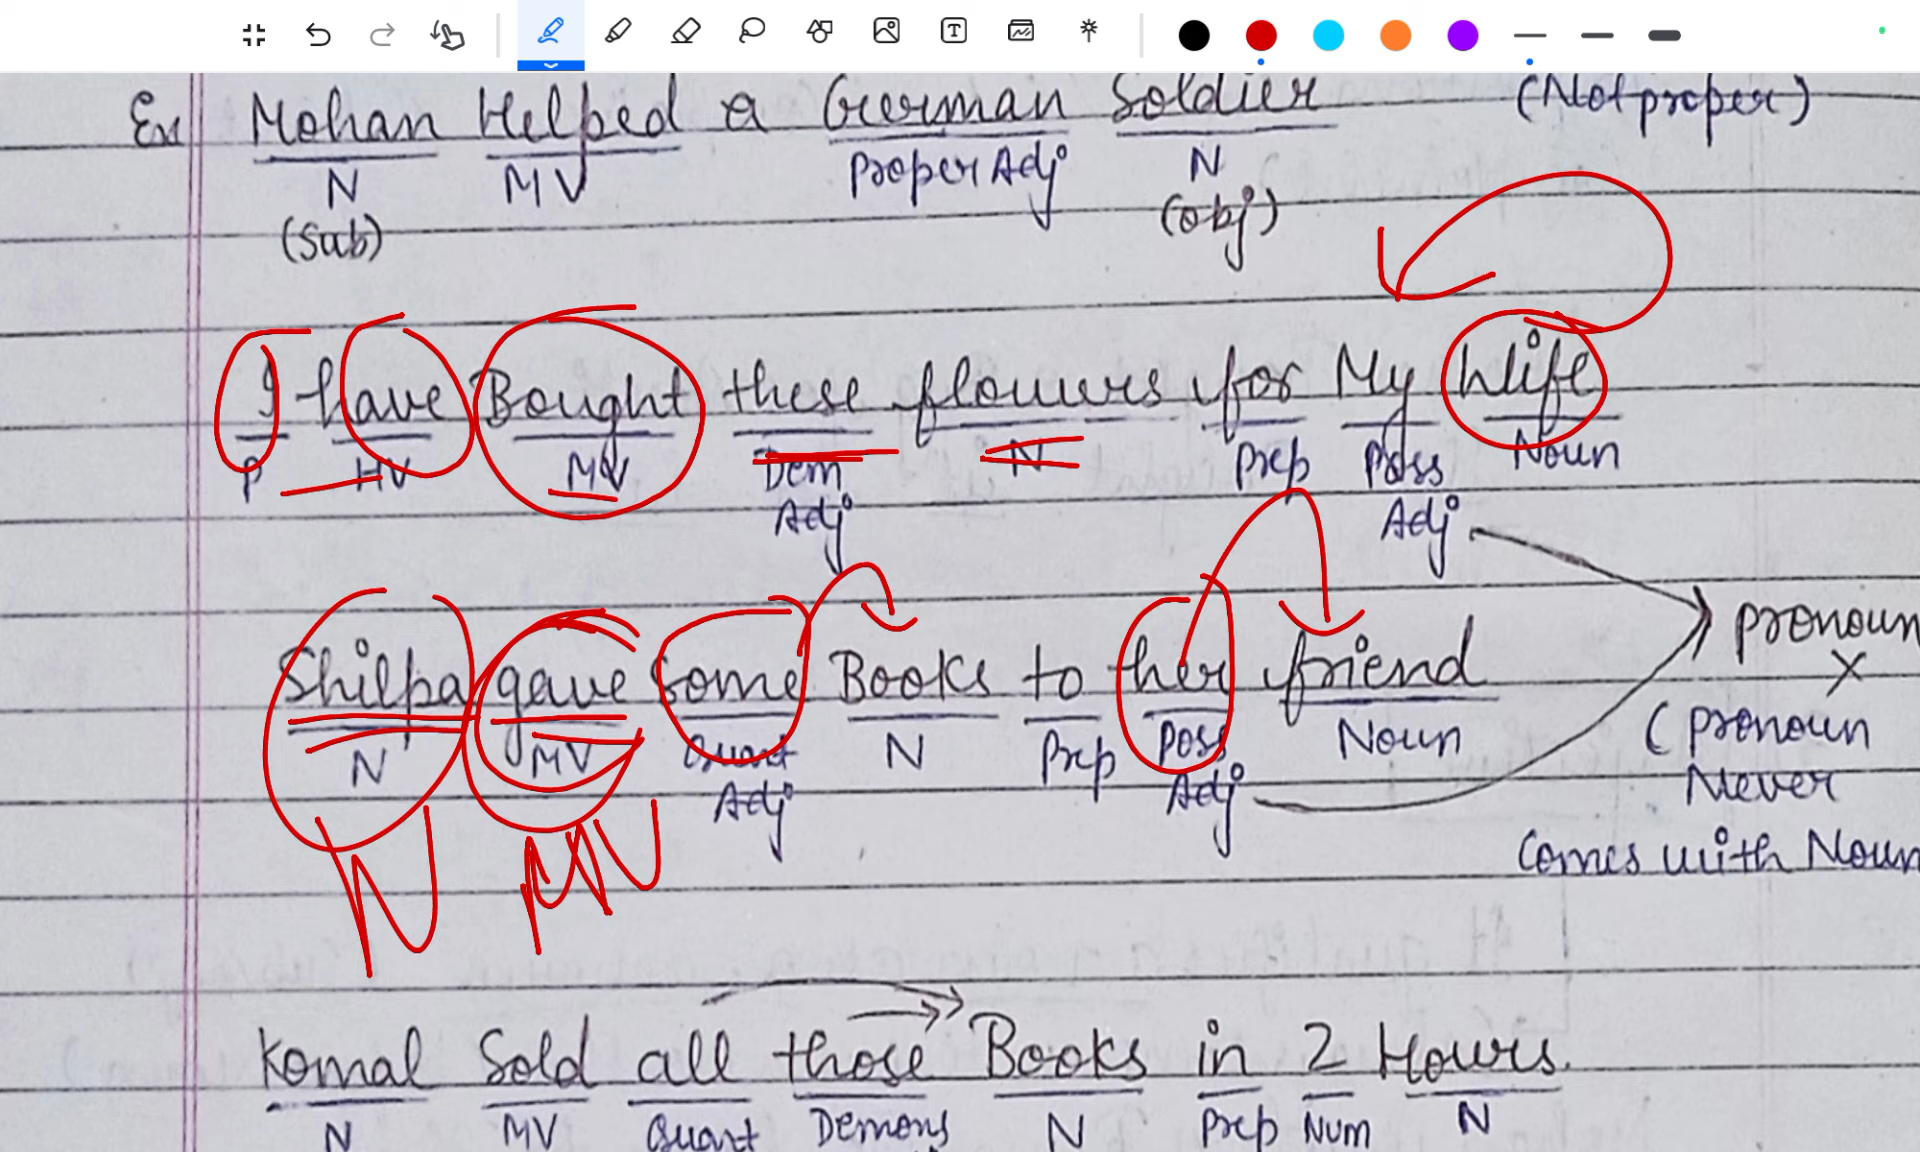 Ex Mohan Helped a German Soldier (Not proper)
N MV Proper Adj N
(Sub) (obj)
I have Bought these flowers for My Wife
P HV MV Dem Adj N Prep Poss Adj Noun
Shilpa gave some Books to her friend
N MV Quant Adj N Prep Poss Adj Noun
pronoun
X
(pronoun
Never
Comes with Noun
N MV
Komal Sold all those Books in 2 Hours.
N MV Quant Demons N Prep Num N